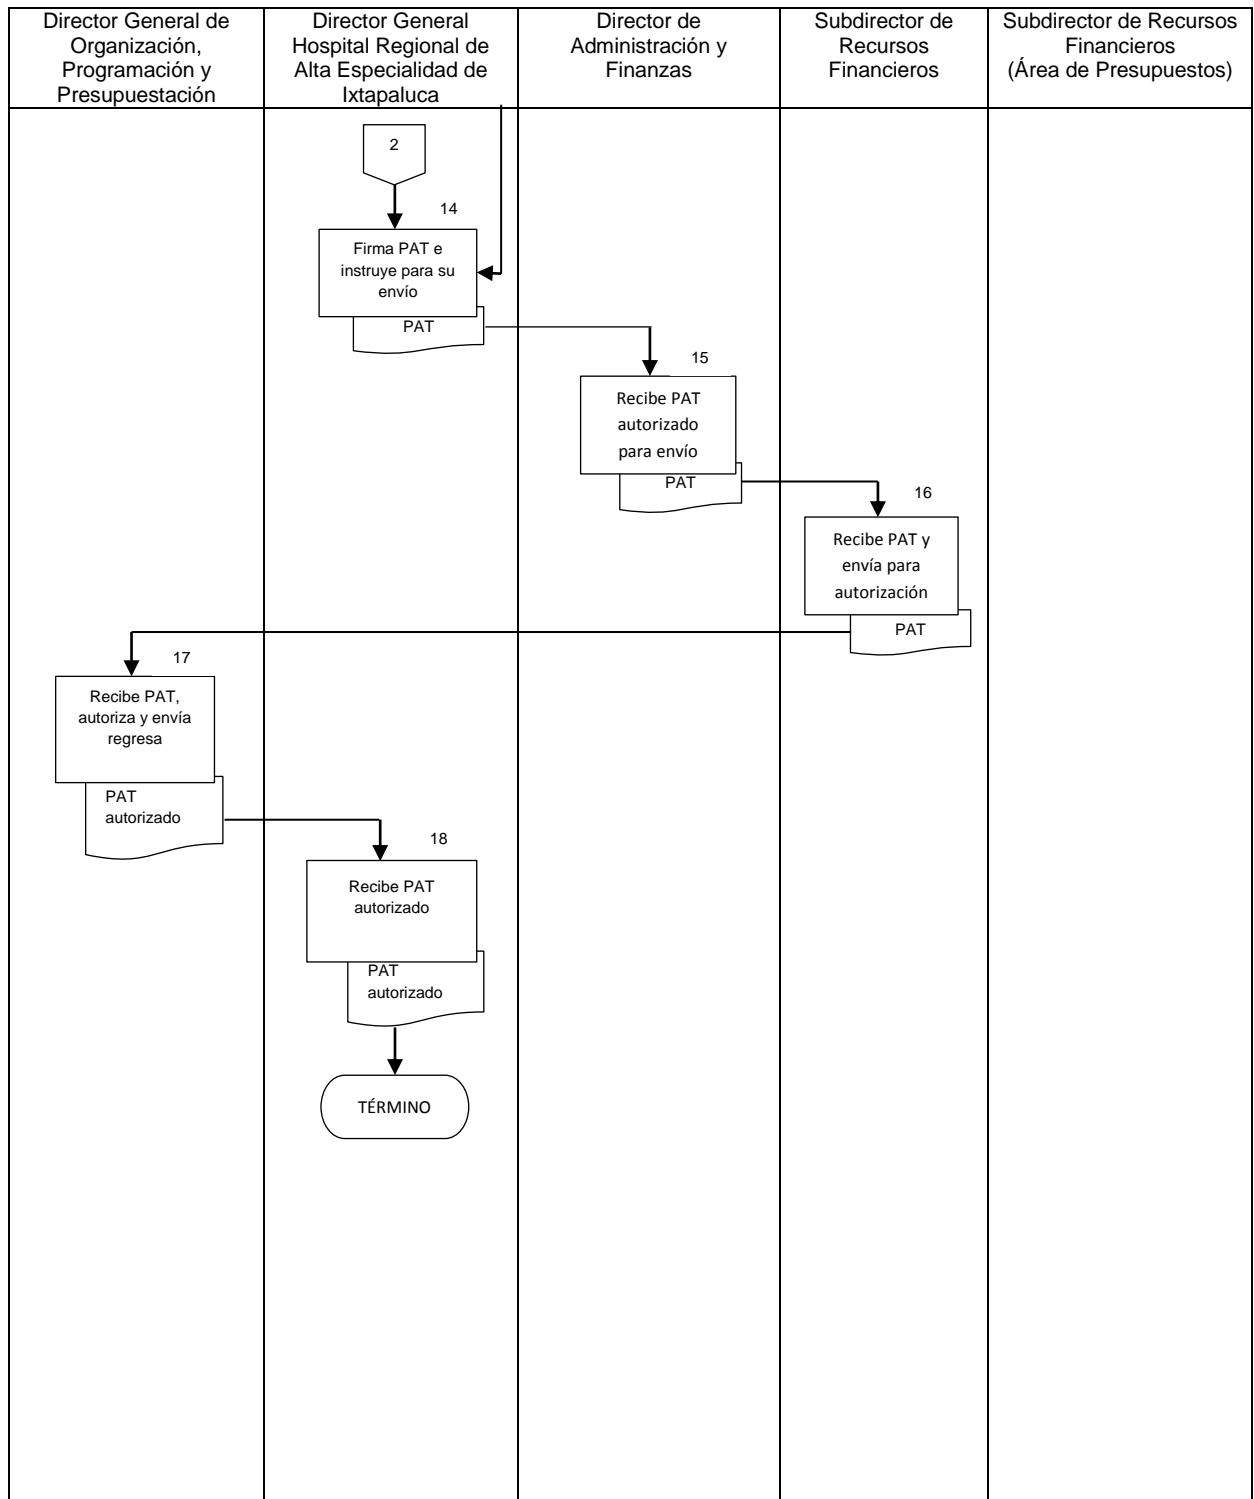 Director General de
Organización,
Programación y
Presupuestación
Director General
Hospital Regional de
Alta Especialidad de
Ixtapaluca
Director de
Administración y
Finanzas
Subdirector de
Recursos
Financieros
Subdirector de Recursos
Financieros
(Área de Presupuestos)
2
14
Firma PAT e
instruye para su
envío
PAT
15
Recibe PAT
autorizado
para envío
PAT
16
Recibe PAT y
envía para
autorización
PAT
17
Recibe PAT,
autoriza y envía
regresa
PAT
autorizado
18
Recibe PAT
autorizado
PAT
autorizado
TÉRMINO